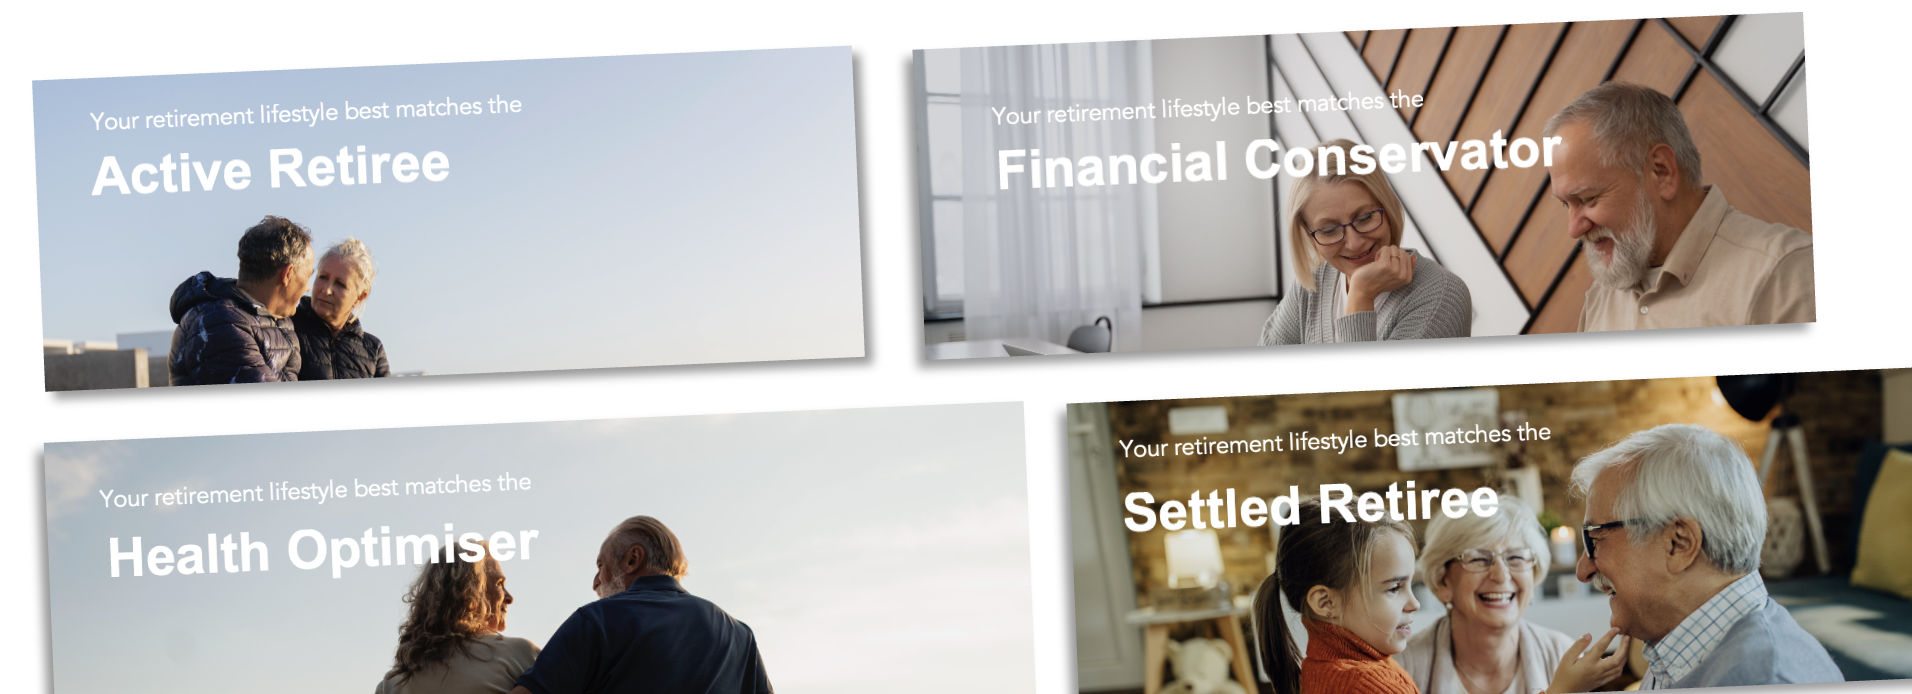 Your retirement lifestyle best matches the
Active Retiree
Your retirement lifestyle best matches the
Financial Conservator
Your retirement lifestyle best matches the
Health Optimiser
Your retirement lifestyle best matches the
Settled Retiree